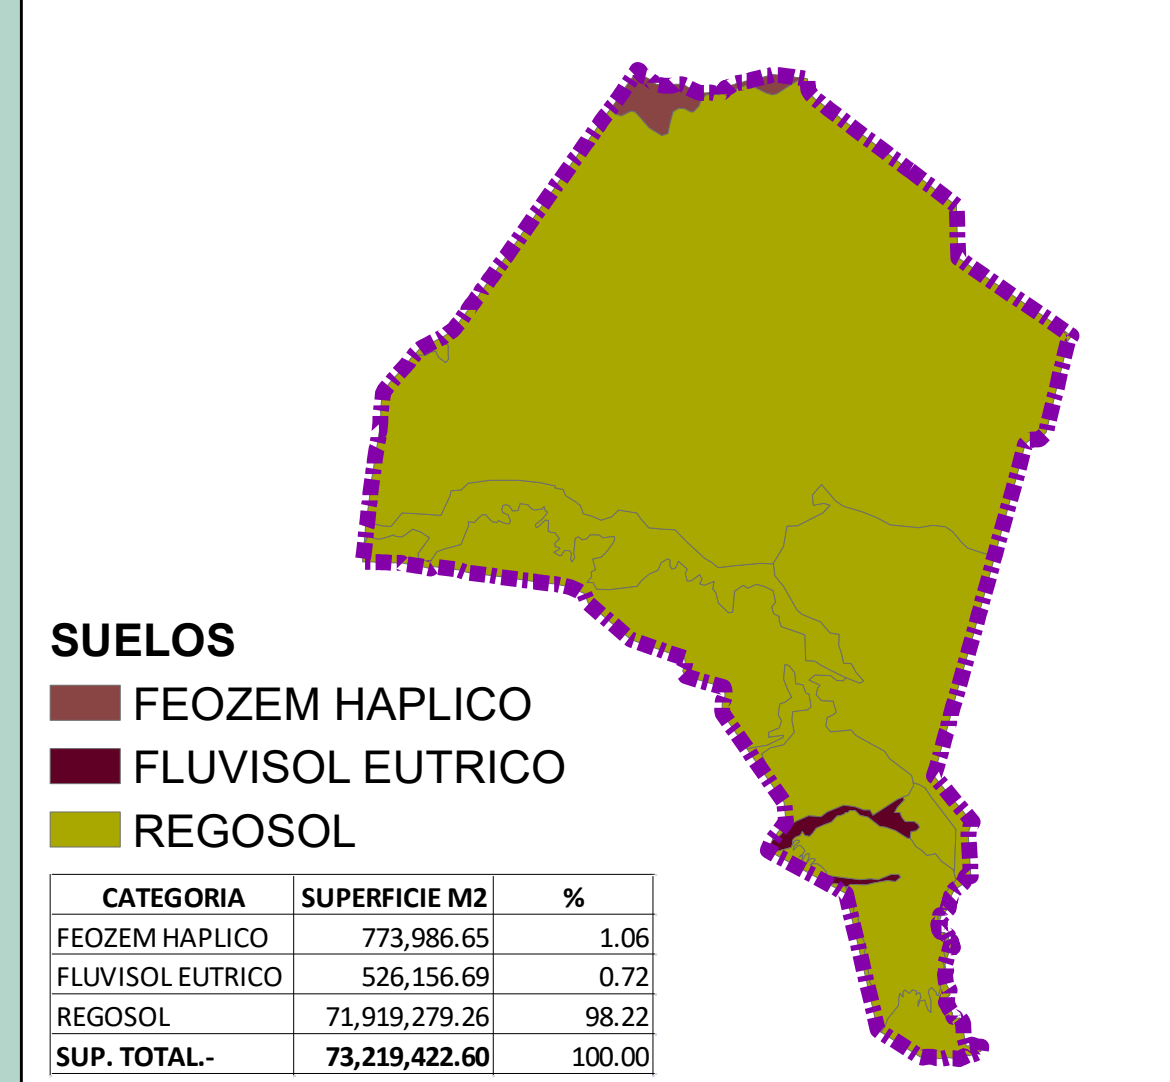 SUELOS
FEOZEM HAPLICO
FLUVISOL EUTRICO
REGOSOL
CATEGORIA SUPERFICIE M2 %
FEOZEM HAPLICO 773,986.65 1.06
FLUVISOL EUTRICO 526,156.69 0.72
REGOSOL 71,919,279.26 98.22
SUP. TOTAL.- 73,219,422.60 100.00